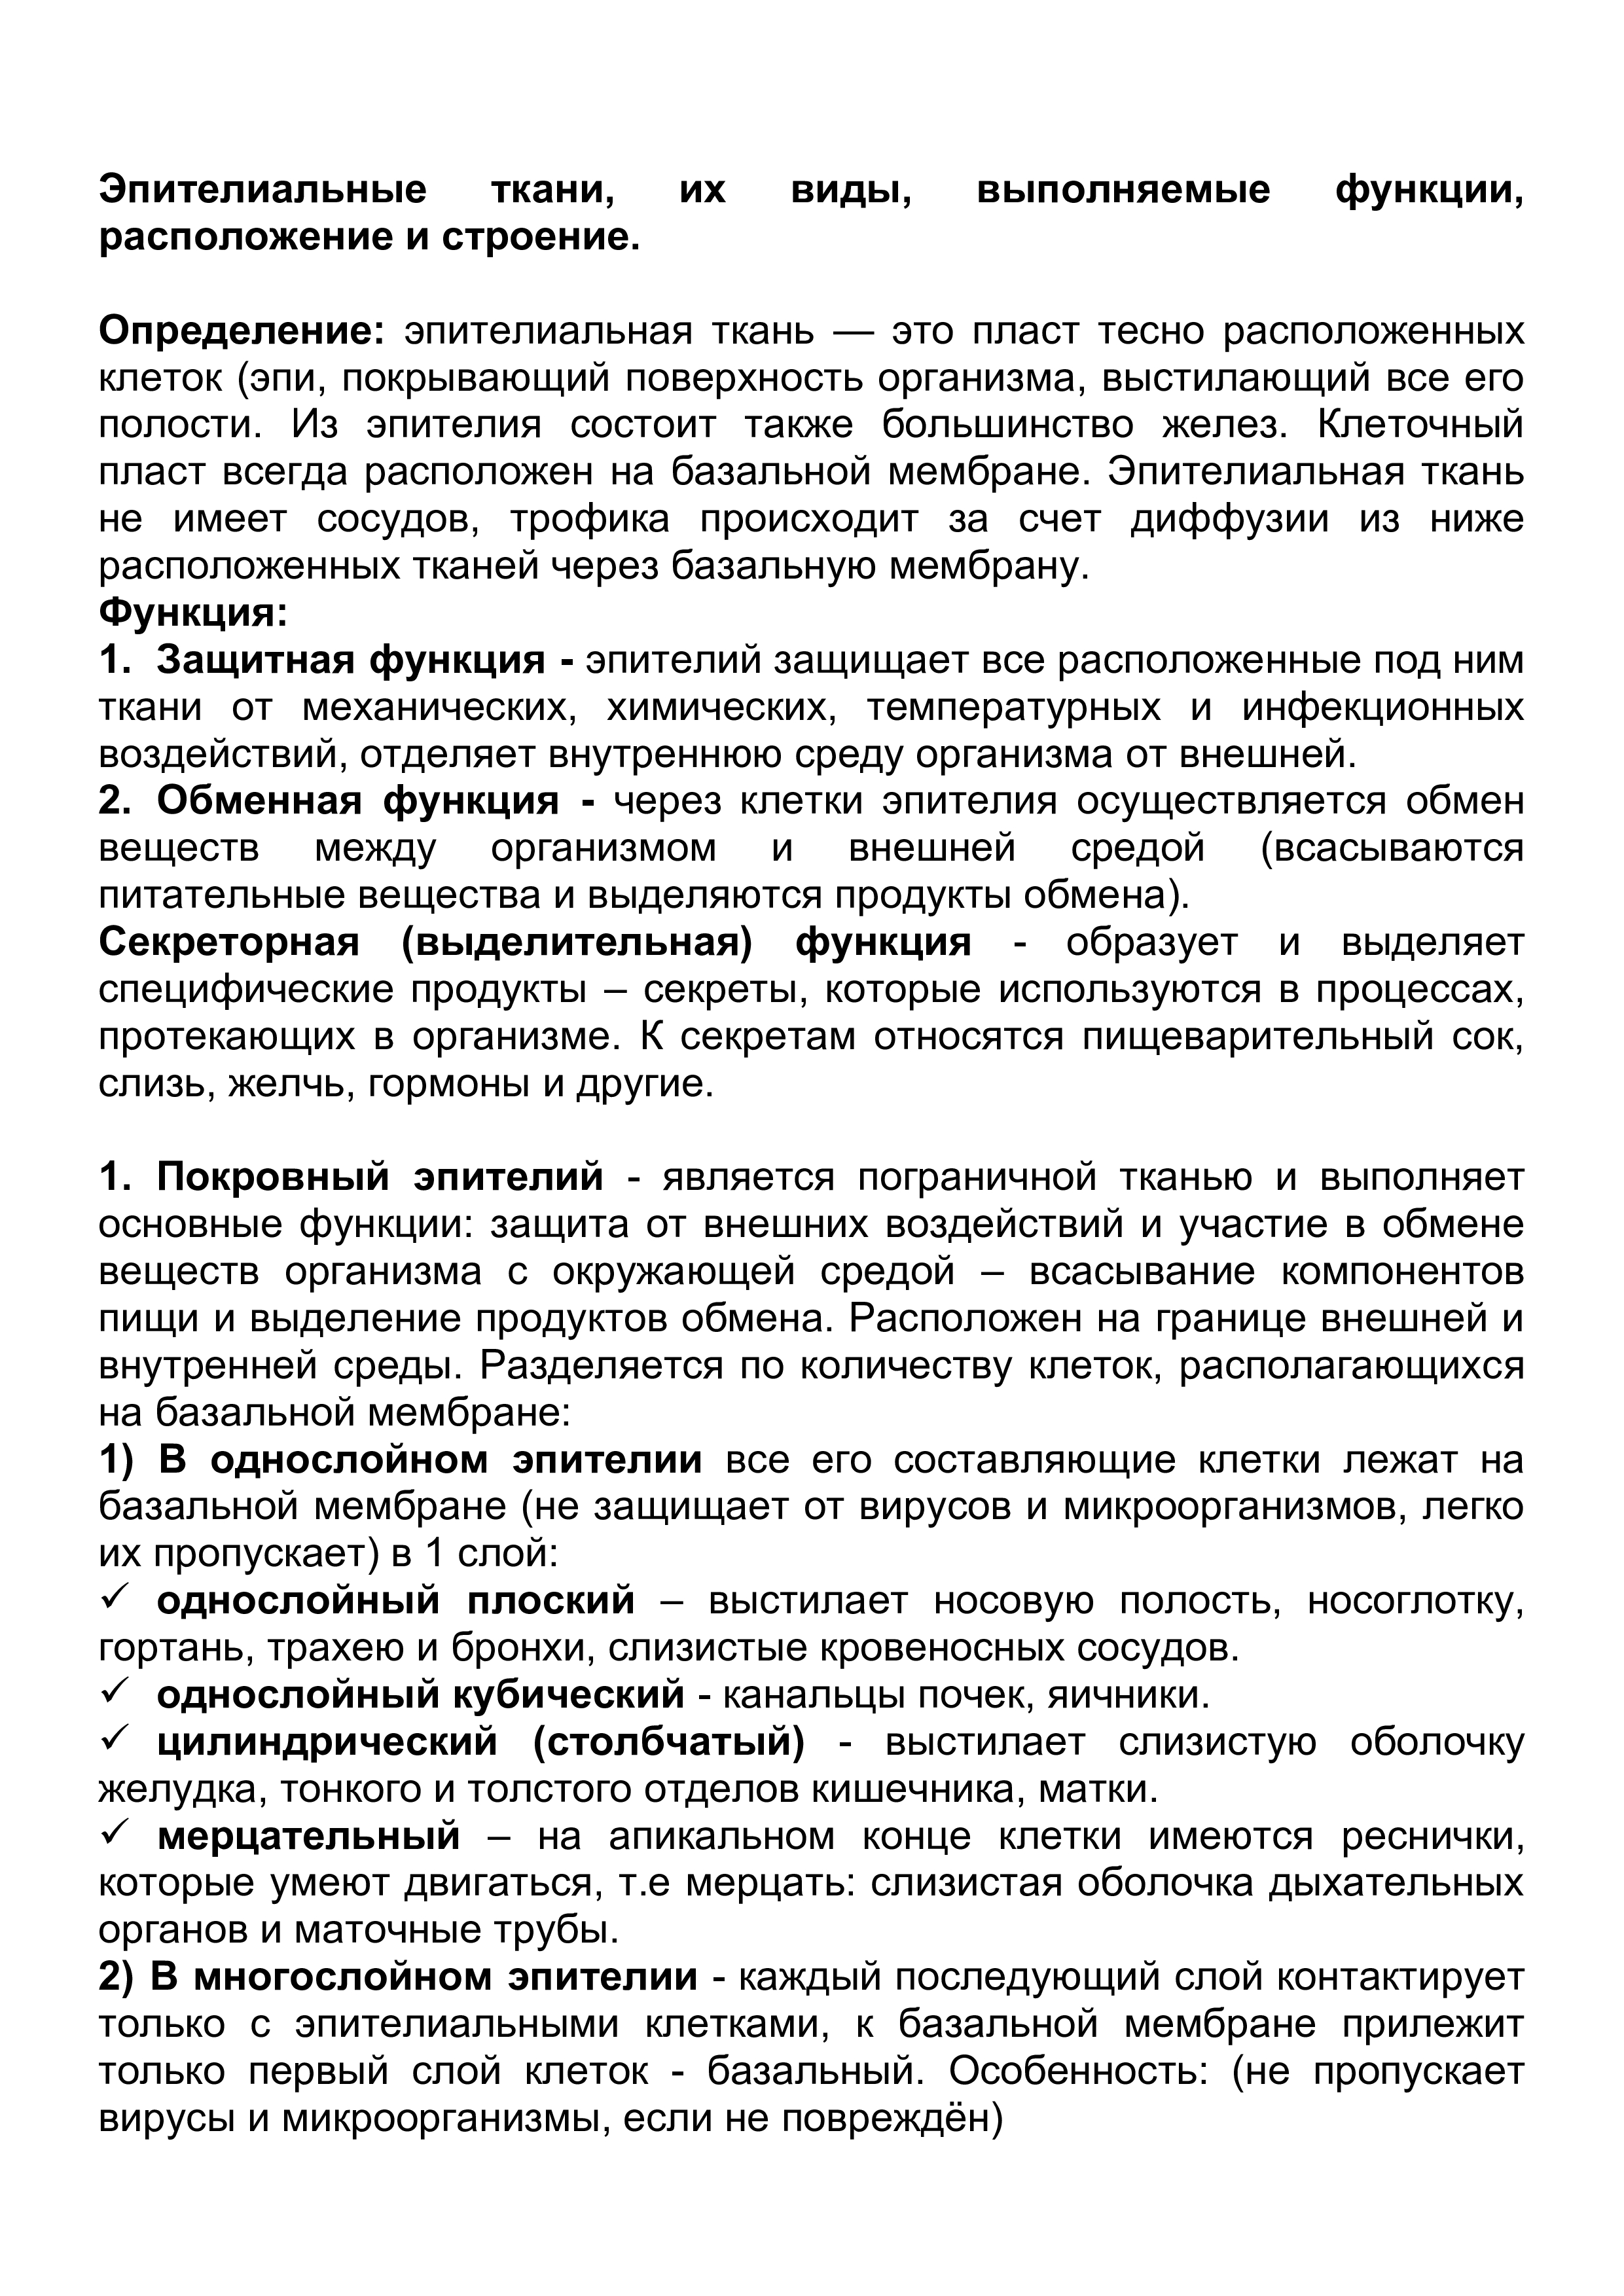 Эпителиальные ткани, их виды, выполняемые функции,
расположение и строение.
Определение: эпителиальная ткань — это пласт тесно расположенных
клеток (эпи, покрывающий поверхность организма, выстилающий все его
полости. Из эпителия состоит также большинство желез. Клеточный
пласт всегда расположен на базальной мембране. Эпителиальная ткань
не имеет сосудов, трофика происходит за счет диффузии из ниже
расположенных тканей через базальную мембрану.
Функция:
1. Защитная функция - эпителий защищает все расположенные под ним
ткани от механических, химических, температурных и инфекционных
воздействий, отделяет внутреннюю среду организма от внешней.
2. Обменная функция - через клетки эпителия осуществляется обмен
веществ между организмом и внешней средой (всасываются
питательные вещества и выделяются продукты обмена).
Секреторная (выделительная) функция - образует и выделяет
специфические продукты – секреты, которые используются в процессах,
протекающих в организме. К секретам относятся пищеварительный сок,
слизь, желчь, гормоны и другие.
1. Покровный эпителий - является пограничной тканью и выполняет
основные функции: защита от внешних воздействий и участие в обмене
веществ организма с окружающей средой – всасывание компонентов
пищи и выделение продуктов обмена. Расположен на границе внешней и
внутренней среды. Разделяется по количеству клеток, располагающихся
на базальной мембране:
1) В однослойном эпителии все его составляющие клетки лежат на
базальной мембране (не защищает от вирусов и микроорганизмов, легко
их пропускает) в 1 слой:
✓ однослойный плоский – выстилает носовую полость, носоглотку,
гортань, трахею и бронхи, слизистые кровеносных сосудов.
✓ однослойный кубический - канальцы почек, яичники.
✓ цилиндрический (столбчатый) - выстилает слизистую оболочку
желудка, тонкого и толстого отделов кишечника, матки.
✓ мерцательный – на апикальном конце клетки имеются реснички,
которые умеют двигаться, т.е мерцать: слизистая оболочка дыхательных
органов и маточные трубы.
2) В многослойном эпителии - каждый последующий слой контактирует
только с эпителиальными клетками, к базальной мембране прилежит
только первый слой клеток - базальный. Особенность: (не пропускает
вирусы и микроорганизмы, если не повреждён)